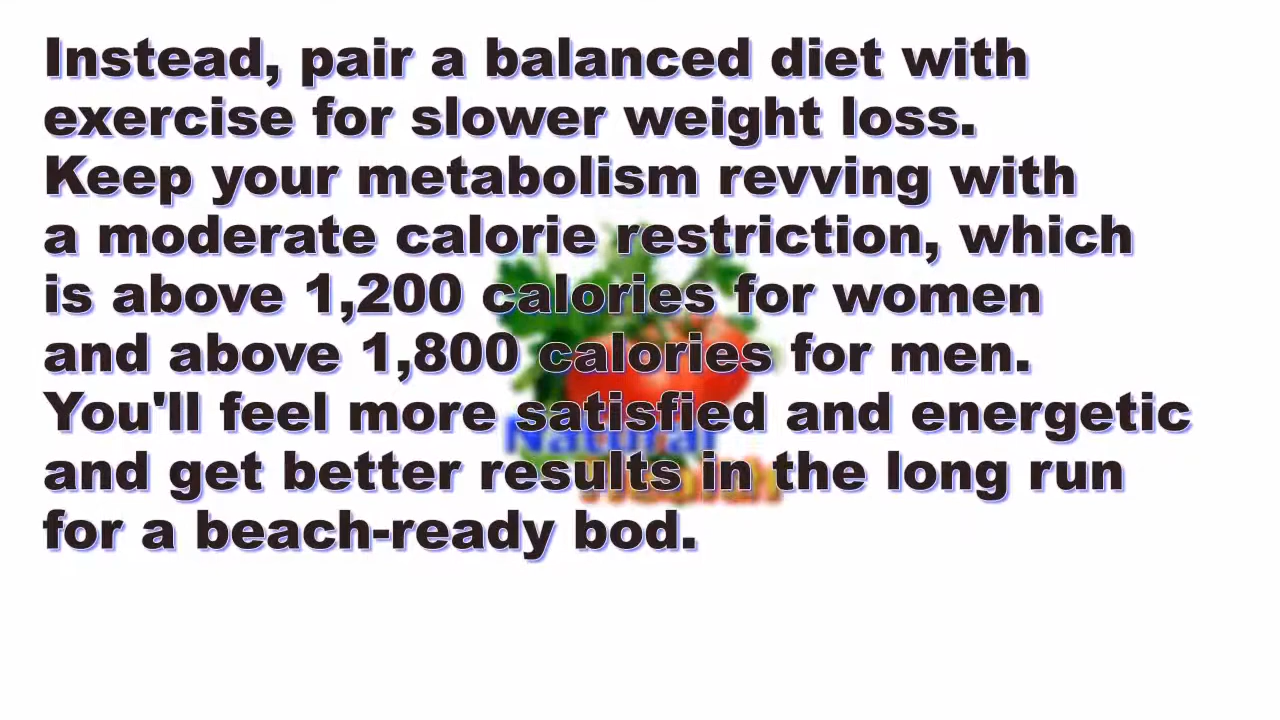 Instead, pair a balanced diet with
exercise for slower weight loss.
Keep your metabolism revving with
a moderate calorie restriction, which
is above 1,200 calories for women
and above 1,800 calories for men.
You'll feel more satisfied and energetic
and get better results in the long run
for a beach-ready bod.
Natural
Health